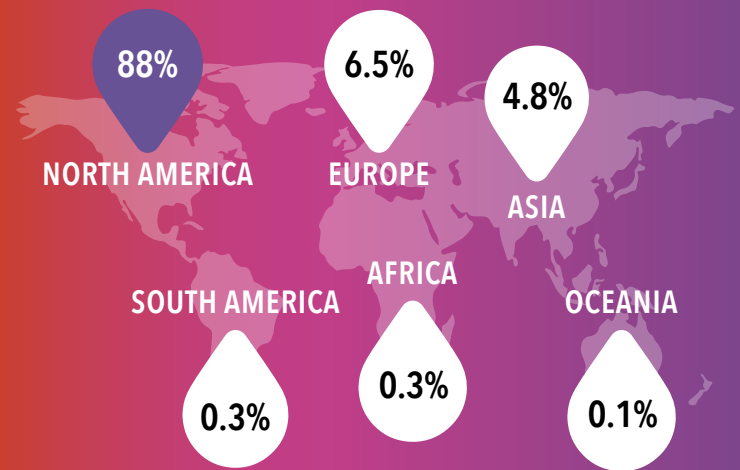 88%
NORTH AMERICA
6.5%
EUROPE
4.8%
ASIA
SOUTH AMERICA
0.3%
AFRICA
0.3%
OCEANIA
0.1%